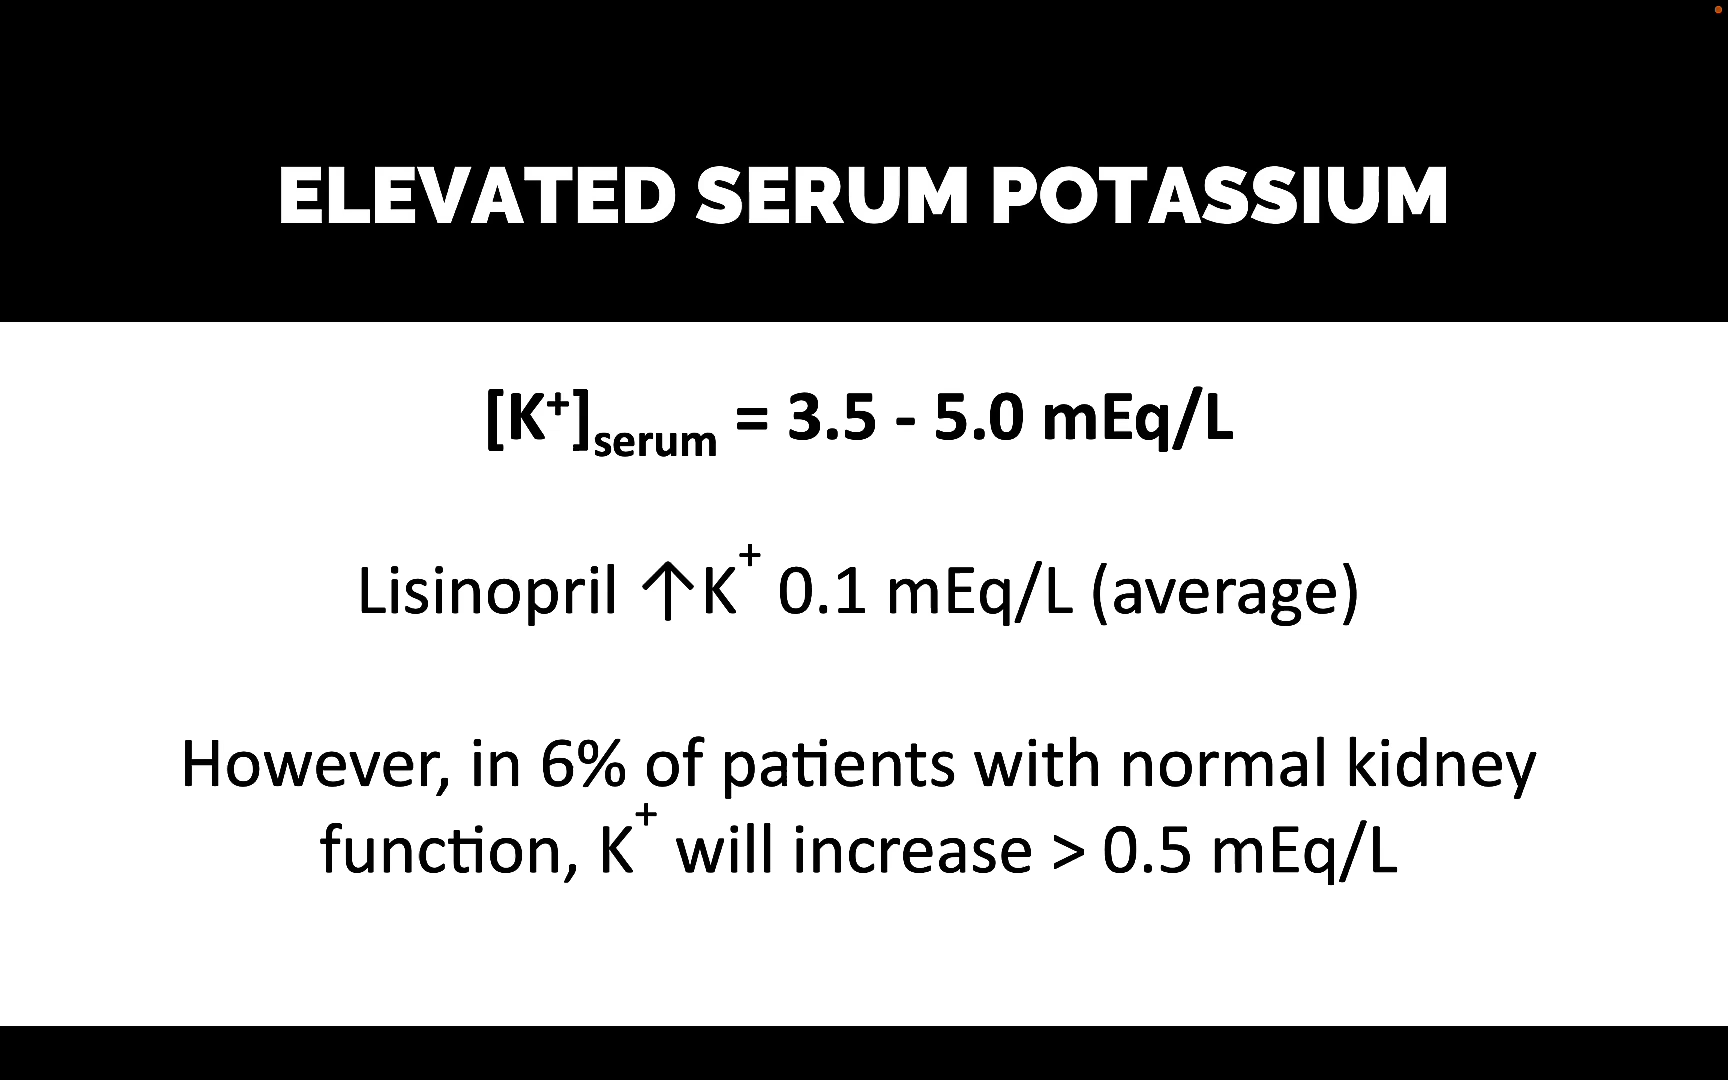 ELEVATED SERUM POTASSIUM
[K⁺]serum = 3.5 - 5.0 mEq/L
Lisinopril ↑K⁺ 0.1 mEq/L (average)
However, in 6% of patients with normal kidney
function, K⁺ will increase > 0.5 mEq/L